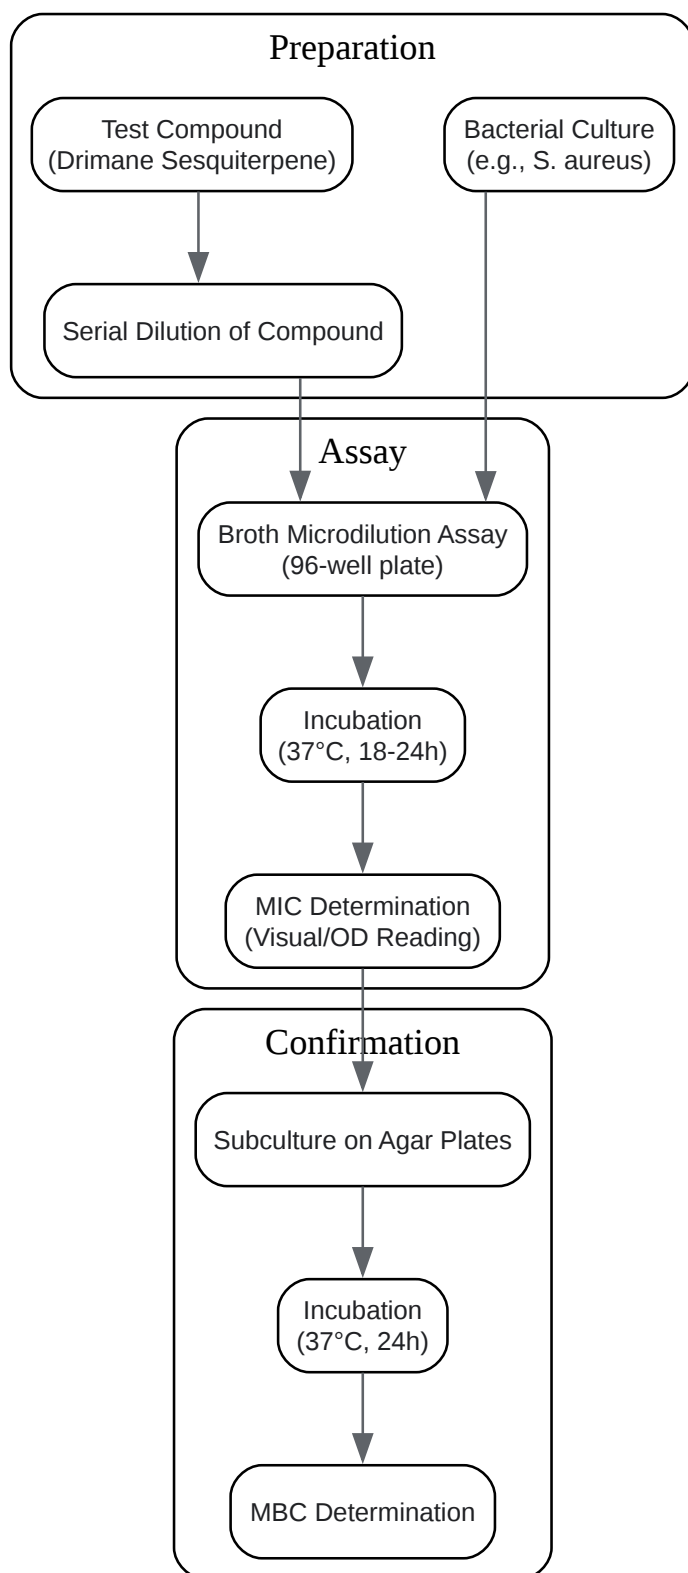 Preparation
Test Compound
(Drimane Sesquiterpene)
Bacterial Culture
(e.g., S. aureus)
Serial Dilution of Compound
Assay
Broth Microdilution Assay
(96-well plate)
Incubation
(37°C, 18-24h)
MIC Determination
(Visual/OD Reading)
Confirmation
Subculture on Agar Plates
Incubation
(37°C, 24h)
MBC Determination